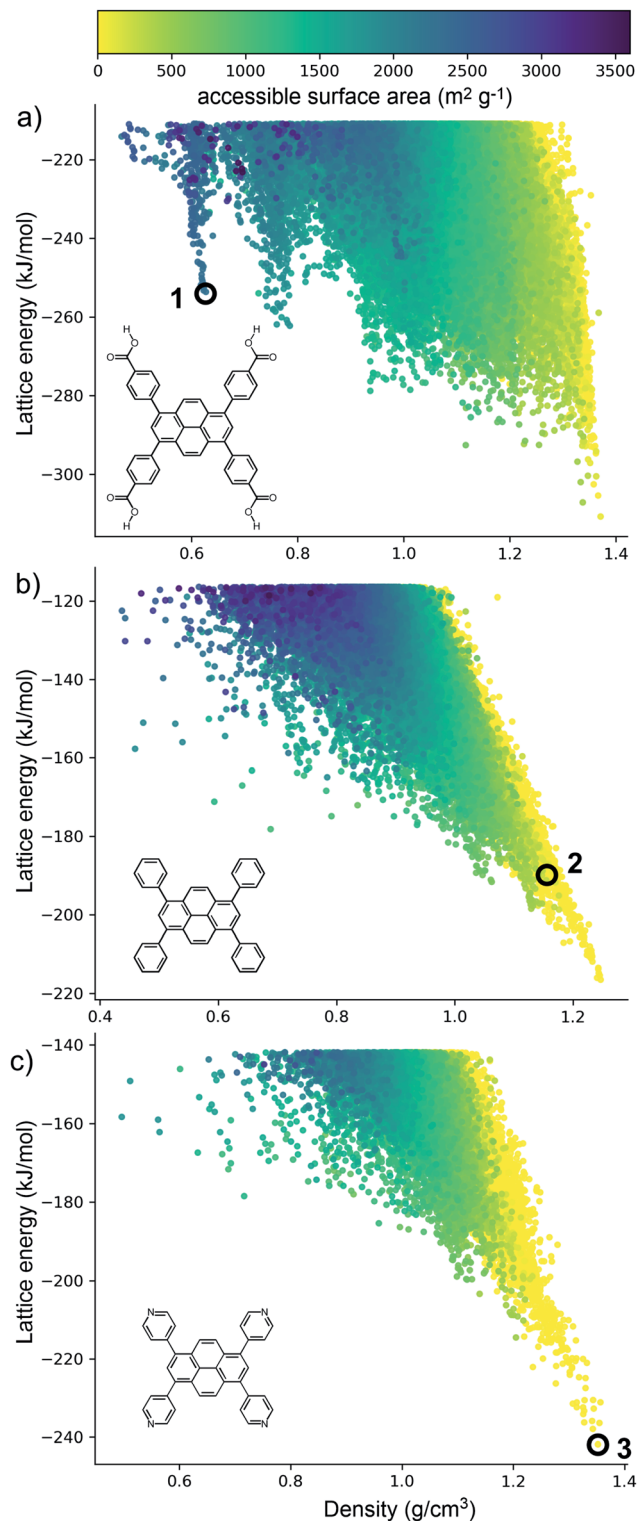 0 500 1000 1500 2000 2500 3000 3500
accessible surface area (m² g⁻¹)
a)
Lattice energy (kJ/mol)
−220
−240
−260
−280
−300
1
H
O
O
H
O
O
O
O
H
O
O
H
0.6 0.8 1.0 1.2 1.4
b)
Lattice energy (kJ/mol)
−120
−140
−160
−180
−200
−220
2
0.4 0.6 0.8 1.0 1.2
c)
Lattice energy (kJ/mol)
−140
−160
−180
−200
−220
−240
N N
N N
3
0.6 0.8 1.0 1.2 1.4
Density (g/cm³)